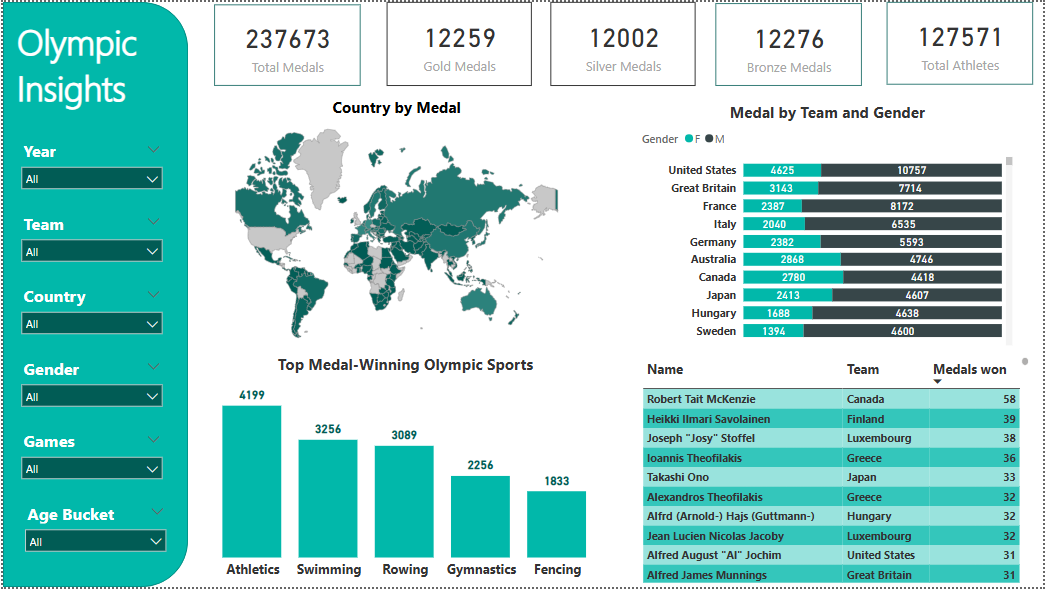 Olympic
Insights
Year
All
Team
All
Country
All
Gender
All
Games
All
Age Bucket
All
237673
Total Medals
12259
Gold Medals
12002
Silver Medals
12276
Bronze Medals
127571
Total Athletes
Country by Medal
Medal by Team and Gender
Gender F M
United States 4625 10757
Great Britain 3143 7714
France 2387 8172
Italy 2040 6535
Germany 2382 5593
Australia 2868 4746
Canada 2780 4418
Japan 2413 4607
Hungary 1688 4638
Sweden 1394 4600
Top Medal-Winning Olympic Sports
4199
3256
3089
2256
1833
Athletics Swimming Rowing Gymnastics Fencing
Name Team Medals won
Robert Tait McKenzie Canada 58
Heikki Ilmari Savolainen Finland 39
Joseph "Josy" Stoffel Luxembourg 38
Ioannis Theofilakis Greece 36
Takashi Ono Japan 33
Alexandros Theofilakis Greece 32
Alfrd (Arnold-) Hajs (Guttmann-) Hungary 32
Jean Lucien Nicolas Jacoby Luxembourg 32
Alfred August "Al" Jochim United States 31
Alfred James Munnings Great Britain 31